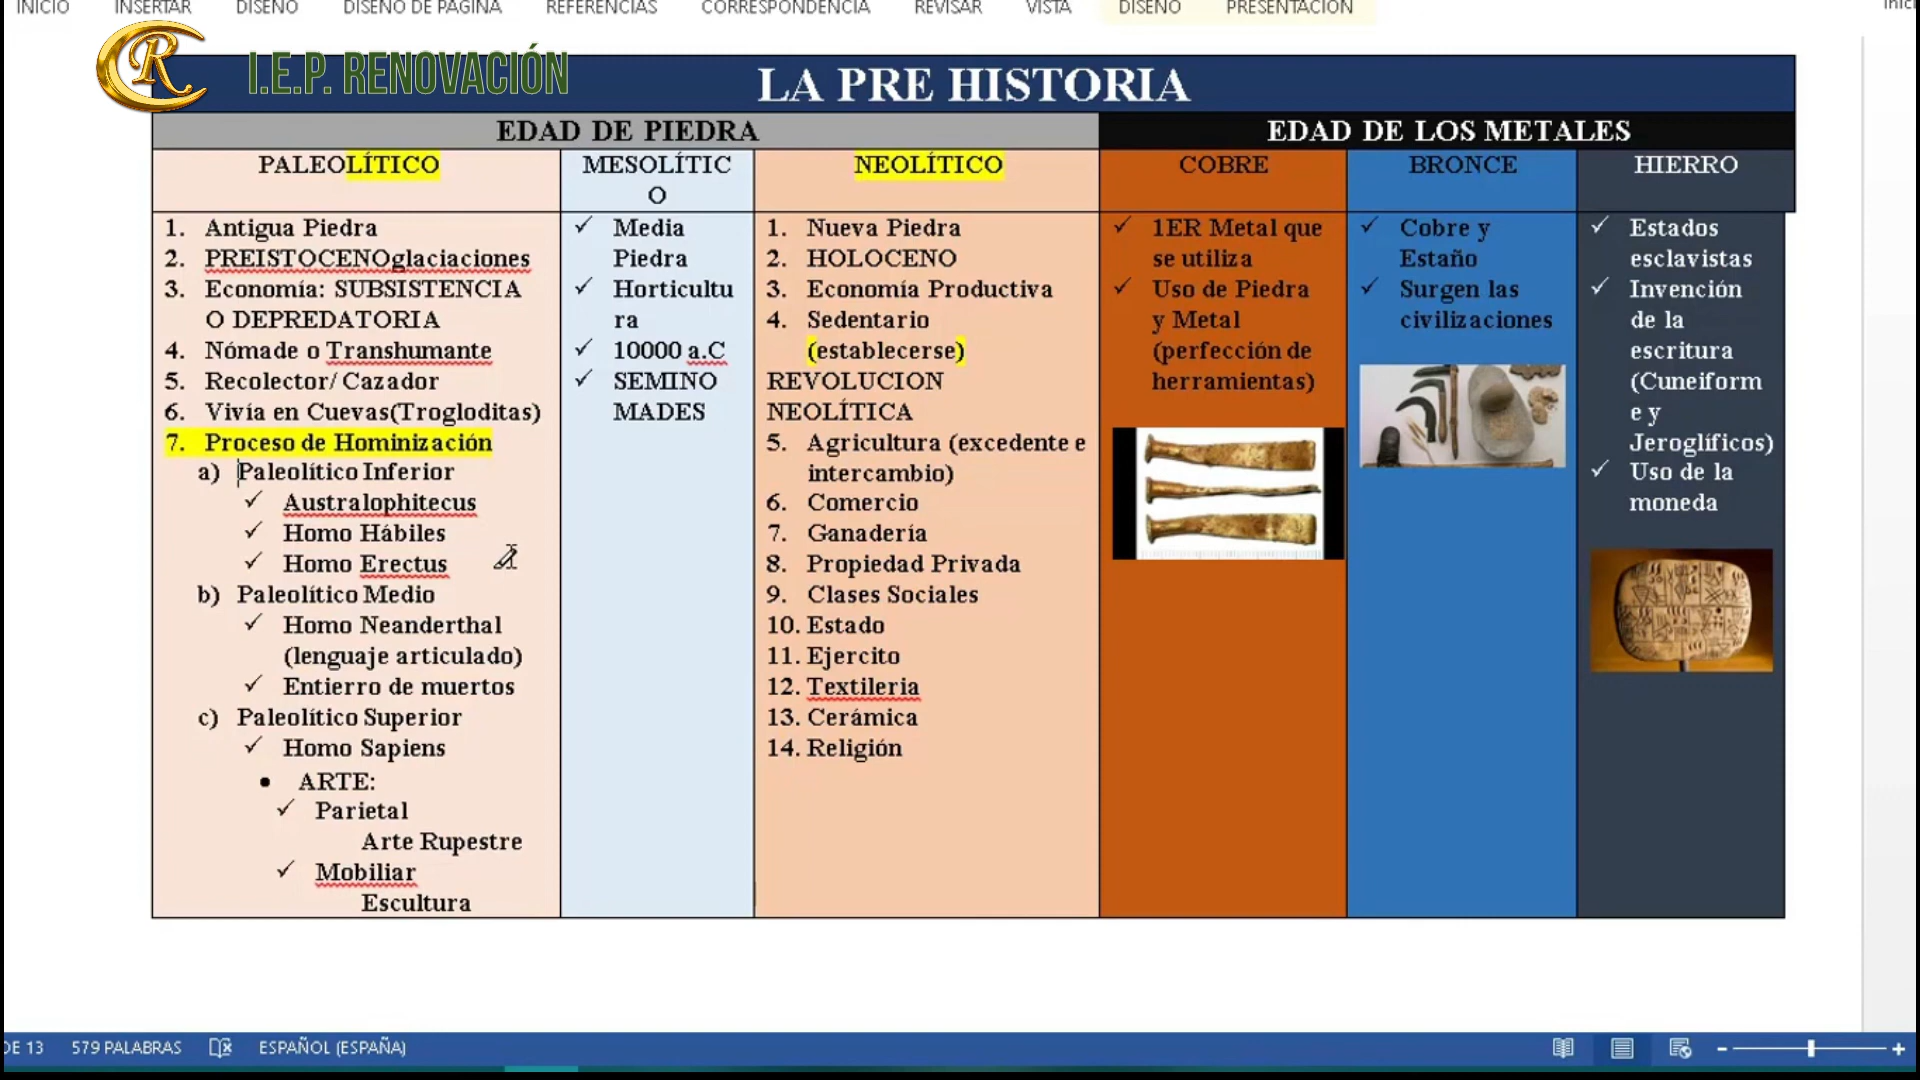 INICIO INSERTAR DISEÑO DISEÑO DE PÁGINA REFERENCIAS CORRESPONDENCIA REVISAR VISTA DISEÑO PRESENTACIÓN
R I.E.P. RENOVACIÓN
LA PRE HISTORIA
EDAD DE PIEDRA
EDAD DE LOS METALES
PALEOLÍTICO
MESOLÍTIC
O
NEOLÍTICO
COBRE
BRONCE
HIERRO
1. Antigua Piedra
2. PREISTOCENOglaciaciones
3. Economía: SUBSISTENCIA
O DEPREDATORIA
4. Nómade o Transhumante
5. Recolector/ Cazador
6. Vivía en Cuevas(Trogloditas)
7. Proceso de Hominización
a) Paleolítico Inferior
✓ Australophitecus
✓ Homo Hábiles
✓ Homo Erectus
b) Paleolítico Medio
✓ Homo Neanderthal
(lenguaje articulado)
✓ Entierro de muertos
c) Paleolítico Superior
✓ Homo Sapiens
• ARTE:
✓ Parietal
Arte Rupestre
✓ Mobiliar
Escultura
✓ Media
Piedra
✓ Horticultu
ra
✓ 10000 a.C
✓ SEMINO
MADES
1. Nueva Piedra
2. HOLOCENO
3. Economía Productiva
4. Sedentario
(establecerse)
REVOLUCION
NEOLÍTICA
5. Agricultura (excedente e
intercambio)
6. Comercio
7. Ganadería
8. Propiedad Privada
9. Clases Sociales
10. Estado
11. Ejercito
12. Textileria
13. Cerámica
14. Religión
✓ 1ER Metal que
se utiliza
✓ Uso de Piedra
y Metal
(perfección de
herramientas)
✓ Cobre y
Estaño
✓ Surgen las
civilizaciones
✓ Estados
esclavistas
✓ Invención
de la
escritura
(Cuneiform
e y
Jeroglíficos)
✓ Uso de la
moneda
DE 13 579 PALABRAS ESPAÑOL (ESPAÑA)